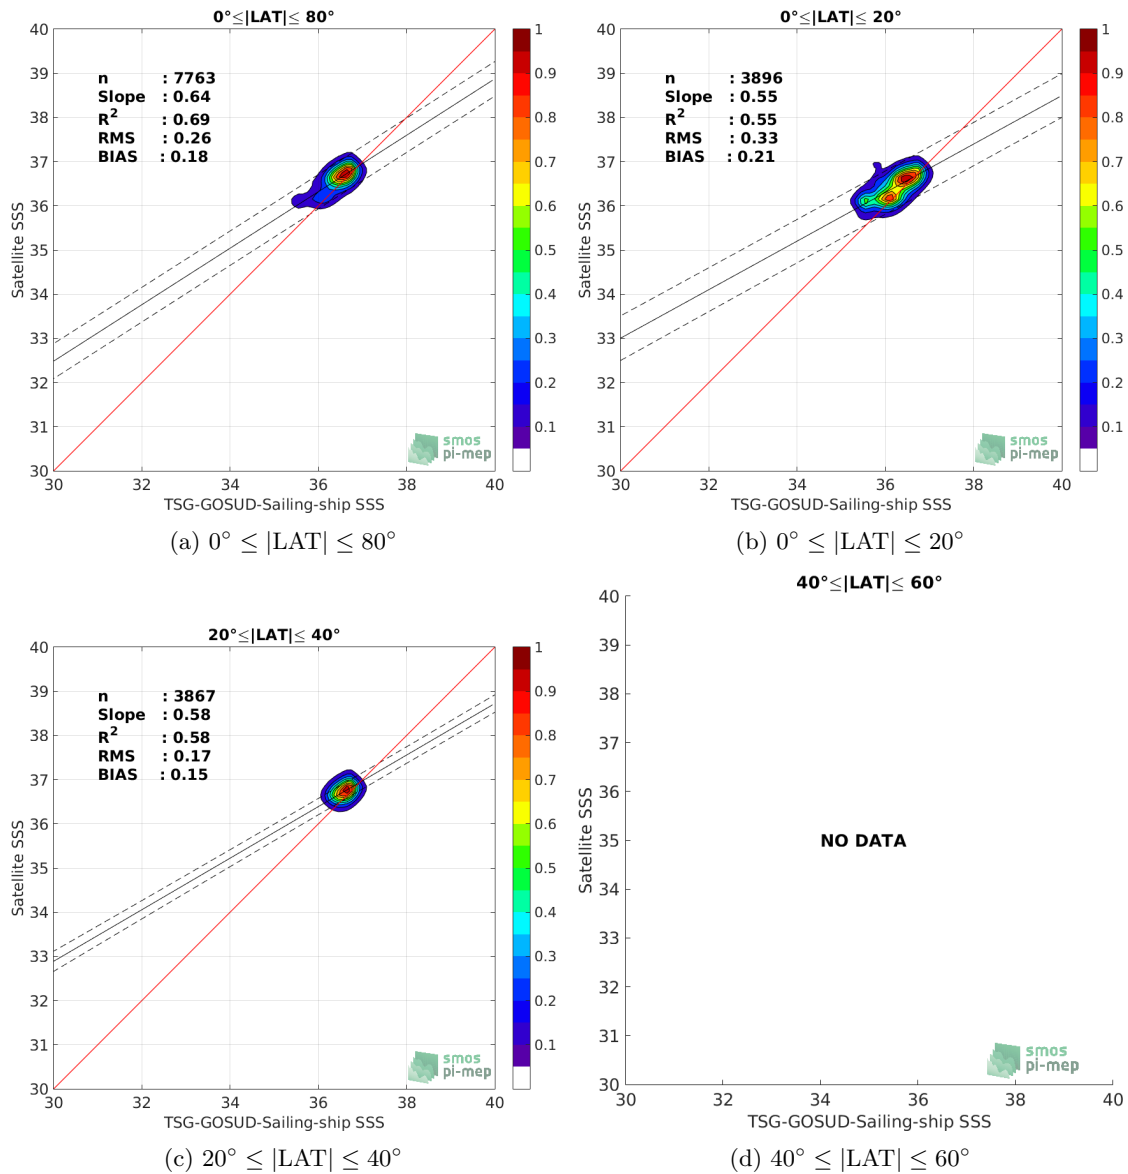 0°≤|LAT|≤ 80°
40
39
38
37
36
35
34
33
32
31
30
Satellite SSS
n : 7763
Slope : 0.64
R2 : 0.69
RMS : 0.26
BIAS : 0.18
smos
pi-mep
30 32 34 36 38 40
TSG-GOSUD-Sailing-ship SSS
1
0.9
0.8
0.7
0.6
0.5
0.4
0.3
0.2
0.1
(a) 0° ≤ |LAT| ≤ 80°
0°≤|LAT|≤ 20°
40
39
38
37
36
35
34
33
32
31
30
Satellite SSS
n : 3896
Slope : 0.55
R2 : 0.55
RMS : 0.33
BIAS : 0.21
smos
pi-mep
30 32 34 36 38 40
TSG-GOSUD-Sailing-ship SSS
1
0.9
0.8
0.7
0.6
0.5
0.4
0.3
0.2
0.1
(b) 0° ≤ |LAT| ≤ 20°
20°≤|LAT|≤ 40°
40
39
38
37
36
35
34
33
32
31
30
Satellite SSS
n : 3867
Slope : 0.58
R2 : 0.58
RMS : 0.17
BIAS : 0.15
smos
pi-mep
30 32 34 36 38 40
TSG-GOSUD-Sailing-ship SSS
1
0.9
0.8
0.7
0.6
0.5
0.4
0.3
0.2
0.1
(c) 20° ≤ |LAT| ≤ 40°
40°≤|LAT|≤ 60°
40
39
38
37
36
35
34
33
32
31
30
Satellite SSS
NO DATA
smos
pi-mep
30 32 34 36 38 40
TSG-GOSUD-Sailing-ship SSS
(d) 40° ≤ |LAT| ≤ 60°